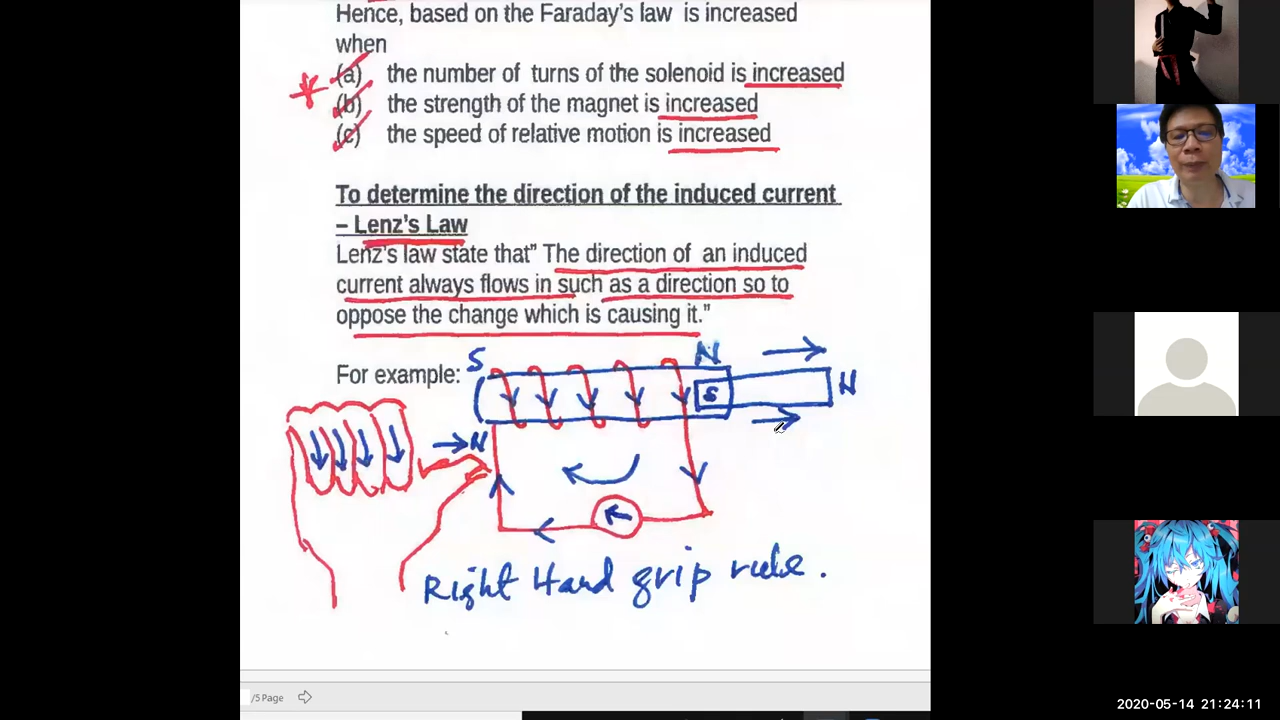 Hence, based on the Faraday's law  is increased
when
(a) the number of turns of the solenoid is increased
(b) the strength of the magnet is increased
(c) the speed of relative motion is increased
To determine the direction of the induced current
– Lenz's Law
Lenz's law state that" The direction of an induced
current always flows in such as a direction so to
oppose the change which is causing it."
For example:
S
N
S
N
N
Right Hand grip rule.
/5 Page
2020-05-14 21:24:11